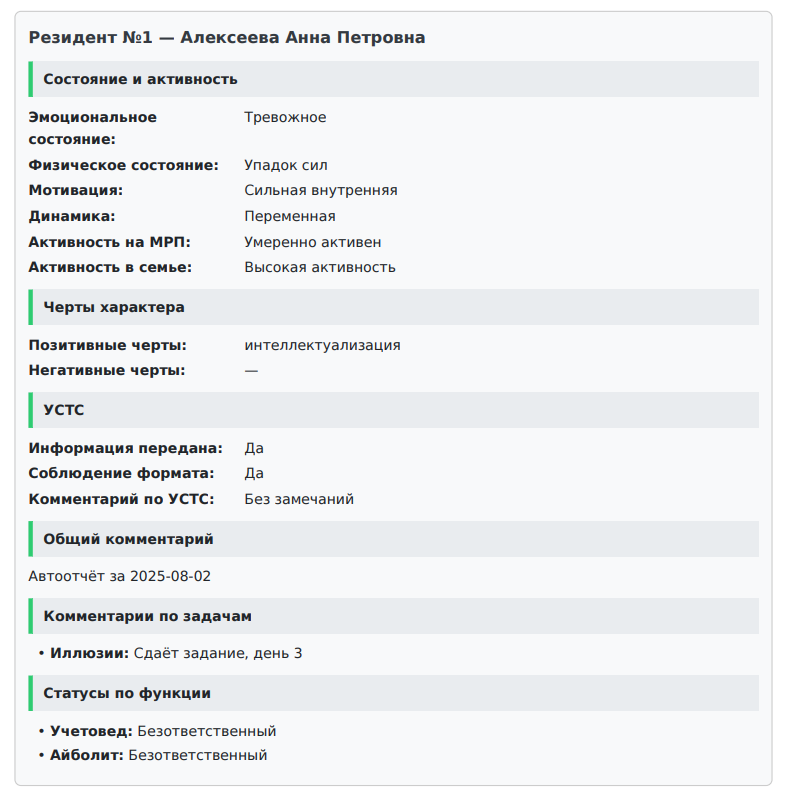 Резидент №1 — Алексеева Анна Петровна
Состояние и активность
Эмоциональное состояние: Тревожное
Физическое состояние: Упадок сил
Мотивация: Сильная внутренняя
Динамика: Переменная
Активность на МРП: Умеренно активен
Активность в семье: Высокая активность
Черты характера
Позитивные черты: интеллектуализация
Негативные черты: —
УСТС
Информация передана: Да
Соблюдение формата: Да
Комментарий по УСТС: Без замечаний
Общий комментарий
Автоотчёт за 2025-08-02
Комментарии по задачам
• Иллюзии: Сдаёт задание, день 3
Статусы по функции
• Учетовед: Безответственный
• Айболит: Безответственный